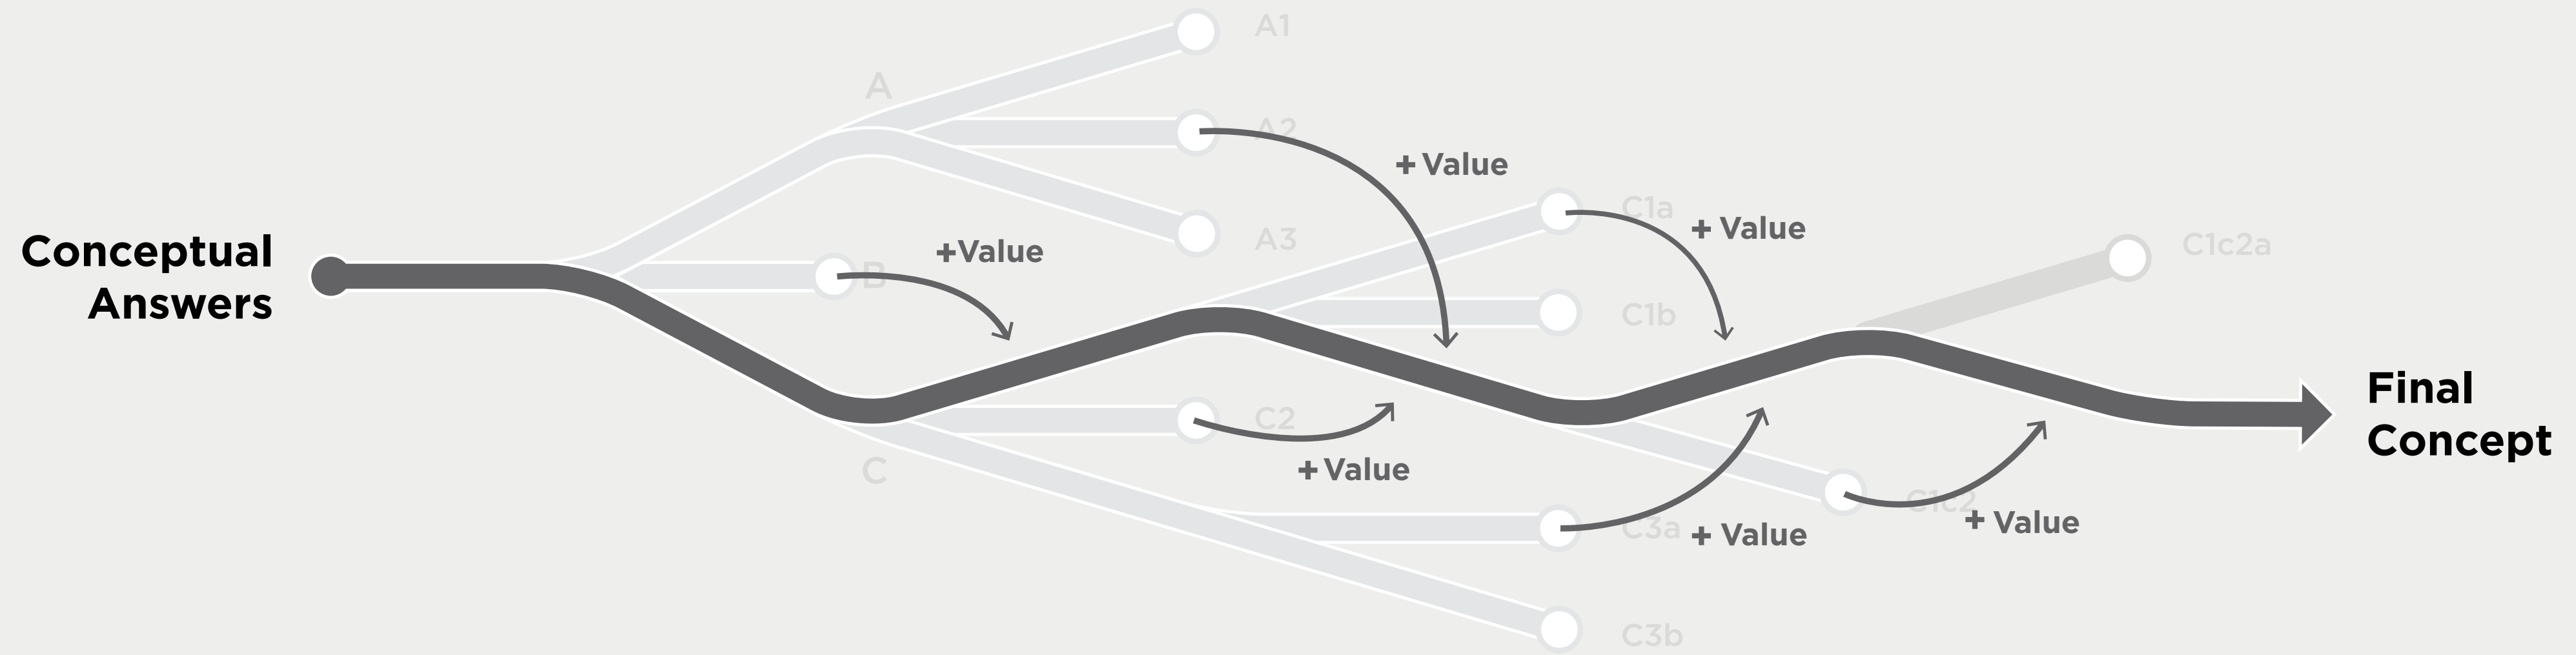 A1
A
A2
+ Value
C1a
+ Value
A3
Conceptual
Answers
+Value
B
C1c2a
C1b
Final
Concept
C2
+ Value
C
C3a
+ Value
C1c2
+ Value
C3b